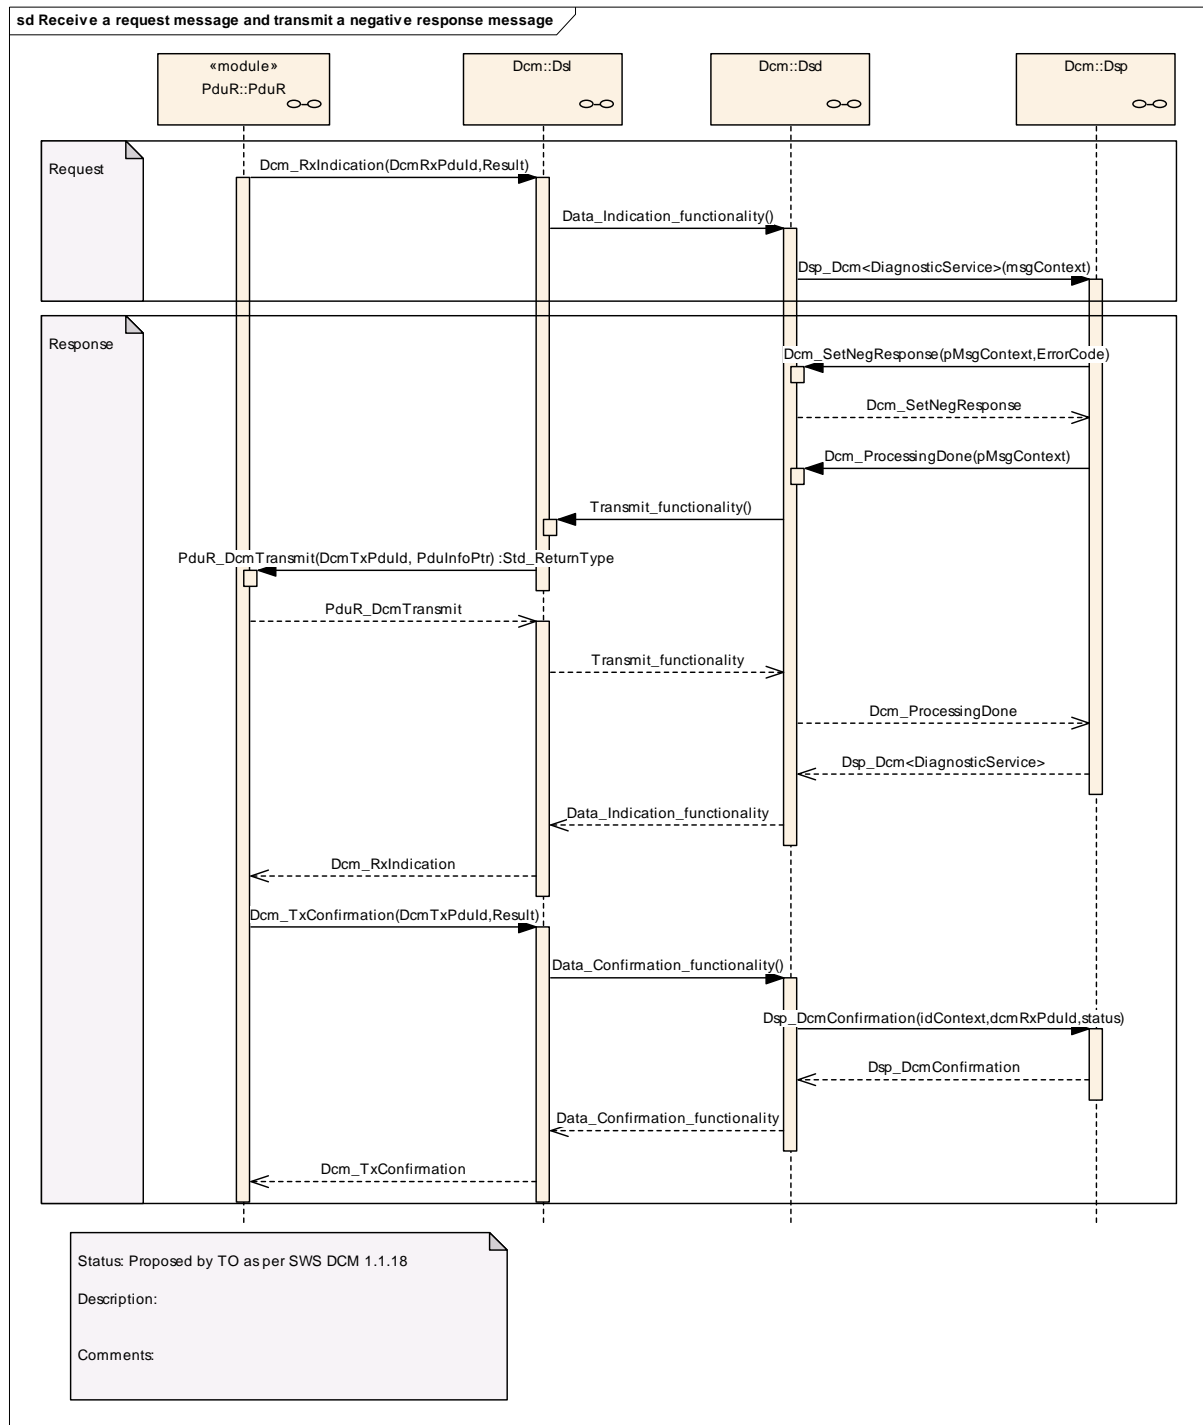 sd Receive a request message and transmit a negative response message
«module»
PduR::PduR
Dcm::Dsl
Dcm::Dsd
Dcm::Dsp
Request
Dcm_RxIndication(DcmRxPduId,Result)
Data_Indication_functionality()
Dsp_Dcm<DiagnosticService>(msgContext)
Response
Dcm_SetNegResponse(pMsgContext,ErrorCode)
Dcm_SetNegResponse
Dcm_ProcessingDone(pMsgContext)
Transmit_functionality()
PduR_DcmTransmit(DcmTxPduId, PduInfoPtr) :Std_ReturnType
PduR_DcmTransmit
Transmit_functionality
Dcm_ProcessingDone
Dsp_Dcm<DiagnosticService>
Data_Indication_functionality
Dcm_RxIndication
Dcm_TxConfirmation(DcmTxPduId,Result)
Data_Confirmation_functionality()
Dsp_DcmConfirmation(idContext,dcmRxPduId,status)
Dsp_DcmConfirmation
Data_Confirmation_functionality
Dcm_TxConfirmation
Status: Proposed by TO as per SWS DCM 1.1.18
Description:
Comments: